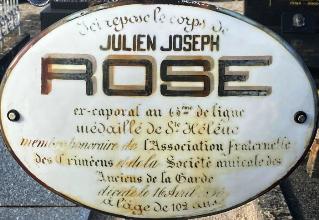 Ici repose le corps de
JULIEN JOSEPH
ROSE
ex-caporal au ème de ligne
médaillé de Ste Hélène
membre honoraire de l'Association fraternelle
des Criméens et de la Société amicale des
Anciens de la Garde
décédé le 16 Avril
à l'âge de 102 ans